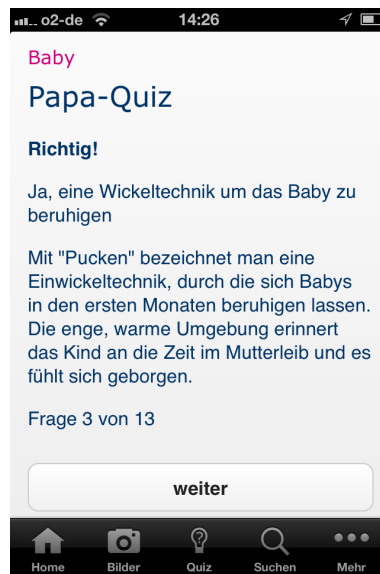 o2-de 14:26
Baby
Papa-Quiz
Richtig!
Ja, eine Wickeltechnik um das Baby zu
beruhigen
Mit "Pucken" bezeichnet man eine
Einwickeltechnik, durch die sich Babys
in den ersten Monaten beruhigen lassen.
Die enge, warme Umgebung erinnert
das Kind an die Zeit im Mutterleib und es
fühlt sich geborgen.
Frage 3 von 13
weiter
Home Bilder Quiz Suchen Mehr